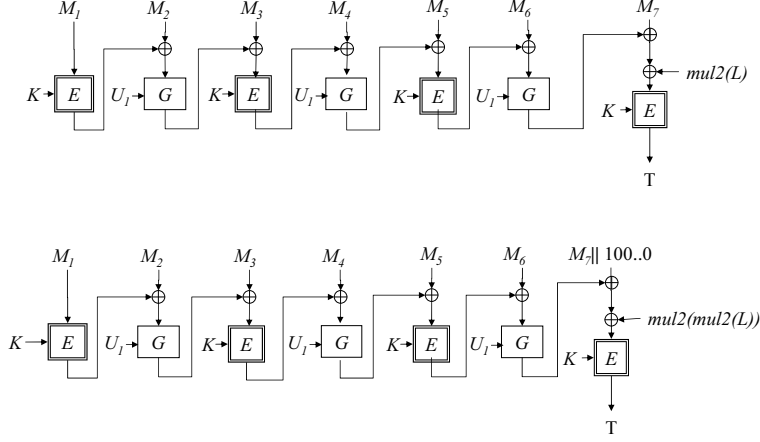 M1 M2 M3 M4 M5 M6 M7
mul2(L)
K E U1 G K E U1 G K E U1 G K E
T
M1 M2 M3 M4 M5 M6 M7|| 100..0
mul2(mul2(L))
K E U1 G K E U1 G K E U1 G K E
T